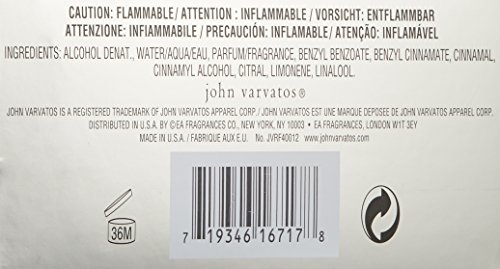 CAUTION: FLAMMABLE/ ATTENTION : INFLAMMABLE / VORSICHT: ENTFLAMMBAR
ATTENZIONE: INFIAMMABILE / PRECAUCIÓN: INFLAMABLE / ATENÇÃO: INFLAMÁVEL
INGREDIENTS: ALCOHOL DENAT., WATER/AQUA/EAU, PARFUM/FRAGRANCE, BENZYL BENZOATE, BENZYL CINNAMATE, CINNAMAL,
CINNAMYL ALCOHOL, CITRAL, LIMONENE, LINALOOL.
john varvatos®
JOHN VARVATOS IS A REGISTERED TRADEMARK OF JOHN VARVATOS APPAREL CORP. / JOHN VARVATOS EST UNE MARQUE DEPOSEE DE JOHN VARVATOS APPAREL CORP.
DISTRIBUTED IN U.S.A. BY ©EA FRAGRANCES CO., NEW YORK, NY 10003 • EA FRAGRANCES, LONDON W1T 3EY
MADE IN U.S.A. / FABRIQUE AUX E.U. No. JVRF40012 www.johnvarvatos.com
36M
7 19346 16717 8